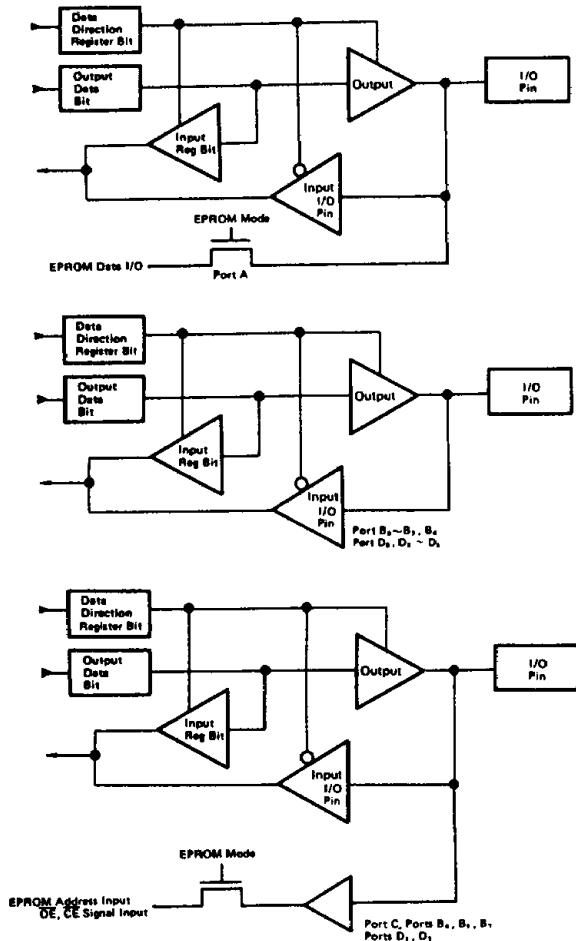 Data
Direction
Register Bit
Output
Data
Bit
Output
I/O
Pin
Input
Reg Bit
Input
I/O
Pin
EPROM Mode
EPROM Data I/O
Port A
Data
Direction
Register Bit
Output
Data
Bit
Output
I/O
Pin
Input
Reg Bit
Input
I/O
Pin
Port
Port
Data
Direction
Register Bit
Output
Data
Bit
Output
I/O
Pin
Input
Reg Bit
Input
I/O
Pin
EPROM Mode
EPROM Address Input
OE, CE Signal Input
Port C, Ports
Ports